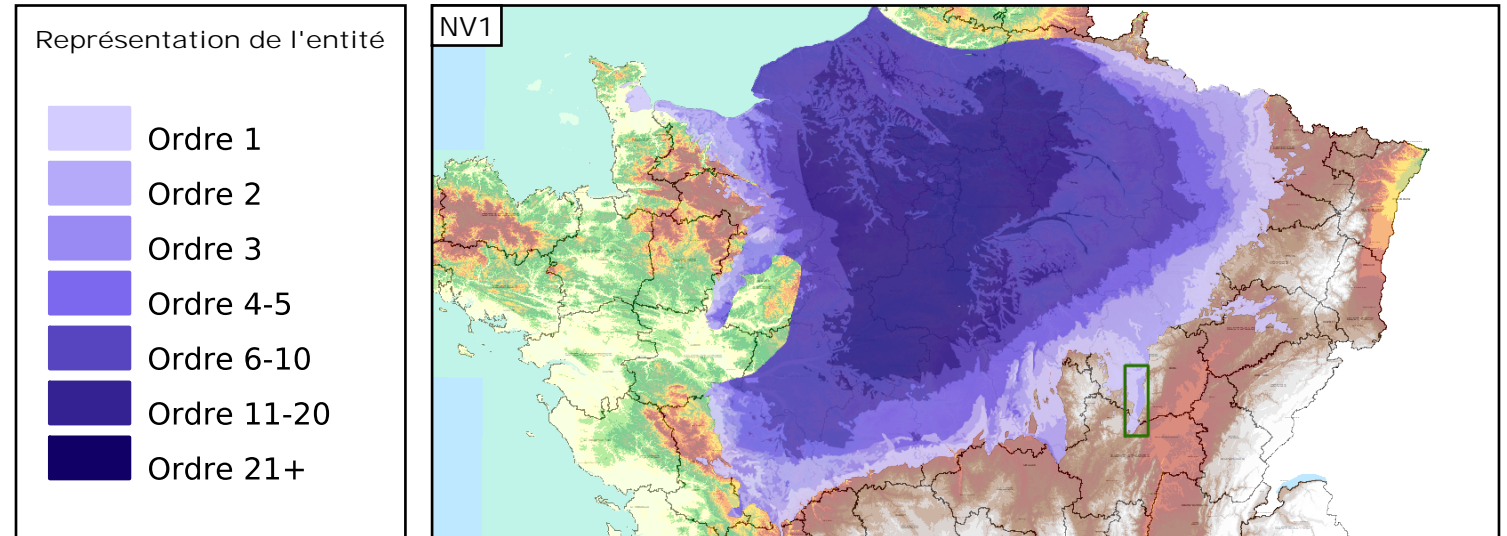 Représentation de l'entité
Ordre 1
Ordre 2
Ordre 3
Ordre 4-5
Ordre 6-10
Ordre 11-20
Ordre 21+
NV1